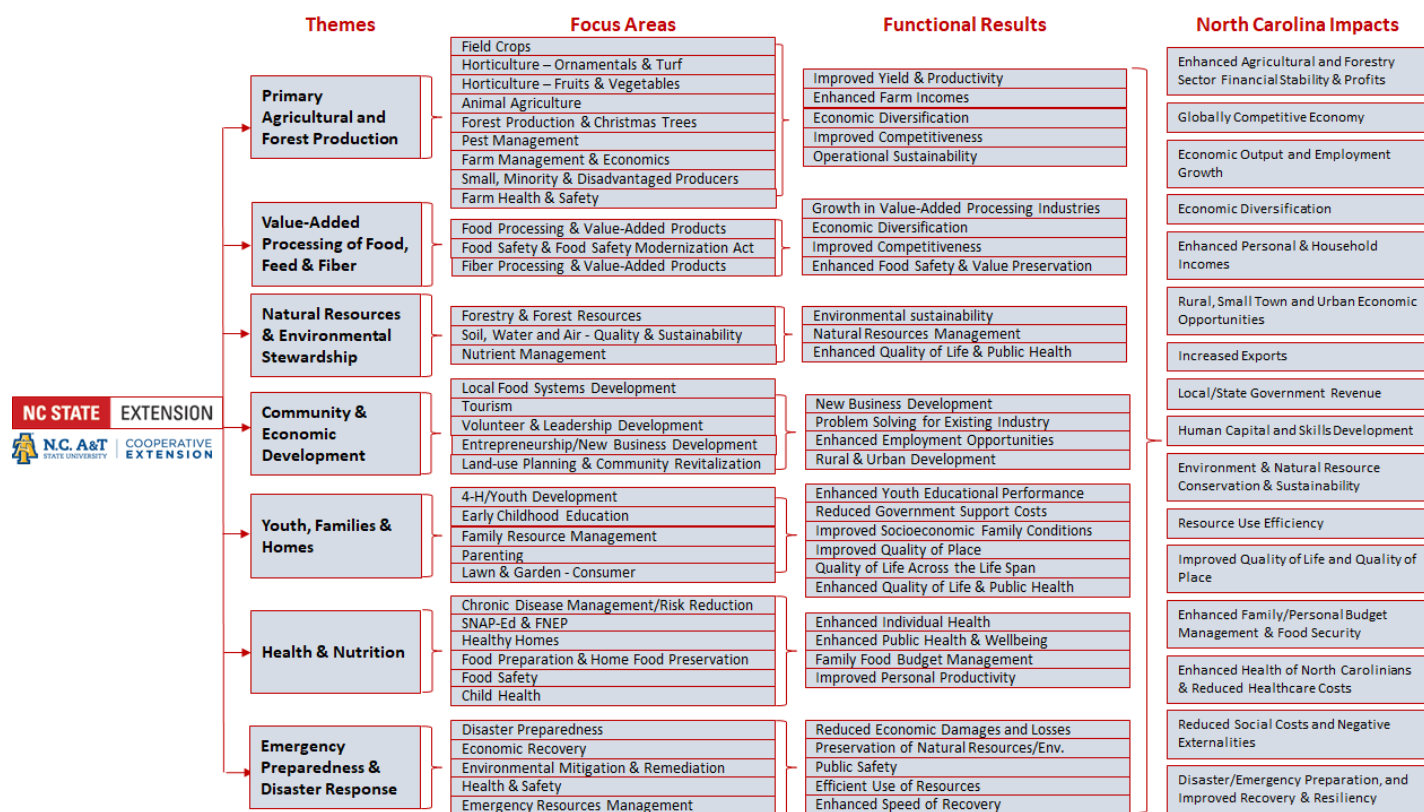 Themes
Focus Areas
Functional Results
North Carolina Impacts
NC STATE EXTENSION
N.C. A&T
STATE UNIVERSITY
COOPERATIVE
EXTENSION
Primary
Agricultural and
Forest Production
Field Crops
Horticulture – Ornamentals & Turf
Horticulture – Fruits & Vegetables
Animal Agriculture
Forest Production & Christmas Trees
Pest Management
Farm Management & Economics
Small, Minority & Disadvantaged Producers
Farm Health & Safety
Improved Yield & Productivity
Enhanced Farm Incomes
Economic Diversification
Improved Competitiveness
Operational Sustainability
Value-Added
Processing of Food,
Feed & Fiber
Food Processing & Value-Added Products
Food Safety & Food Safety Modernization Act
Fiber Processing & Value-Added Products
Growth in Value-Added Processing Industries
Economic Diversification
Improved Competitiveness
Enhanced Food Safety & Value Preservation
Natural Resources
& Environmental
Stewardship
Forestry & Forest Resources
Soil, Water and Air - Quality & Sustainability
Nutrient Management
Environmental sustainability
Natural Resources Management
Enhanced Quality of Life & Public Health
Community &
Economic
Development
Local Food Systems Development
Tourism
Volunteer & Leadership Development
Entrepreneurship/New Business Development
Land-use Planning & Community Revitalization
New Business Development
Problem Solving for Existing Industry
Enhanced Employment Opportunities
Rural & Urban Development
Youth, Families &
Homes
4-H/Youth Development
Early Childhood Education
Family Resource Management
Parenting
Lawn & Garden - Consumer
Enhanced Youth Educational Performance
Reduced Government Support Costs
Improved Socioeconomic Family Conditions
Improved Quality of Place
Quality of Life Across the Life Span
Enhanced Quality of Life & Public Health
Health & Nutrition
Chronic Disease Management/Risk Reduction
SNAP-Ed & FNEP
Healthy Homes
Food Preparation & Home Food Preservation
Food Safety
Child Health
Enhanced Individual Health
Enhanced Public Health & Wellbeing
Family Food Budget Management
Improved Personal Productivity
Emergency
Preparedness &
Disaster Response
Disaster Preparedness
Economic Recovery
Environmental Mitigation & Remediation
Health & Safety
Emergency Resources Management
Reduced Economic Damages and Losses
Preservation of Natural Resources/Env.
Public Safety
Efficient Use of Resources
Enhanced Speed of Recovery
Enhanced Agricultural and Forestry
Sector Financial Stability & Profits
Globally Competitive Economy
Economic Output and Employment
Growth
Economic Diversification
Enhanced Personal & Household
Incomes
Rural, Small Town and Urban Economic
Opportunities
Increased Exports
Local/State Government Revenue
Human Capital and Skills Development
Environment & Natural Resource
Conservation & Sustainability
Resource Use Efficiency
Improved Quality of Life and Quality of
Place
Enhanced Family/Personal Budget
Management & Food Security
Enhanced Health of North Carolinians
& Reduced Healthcare Costs
Reduced Social Costs and Negative
Externalities
Disaster/Emergency Preparation, and
Improved Recovery & Resiliency